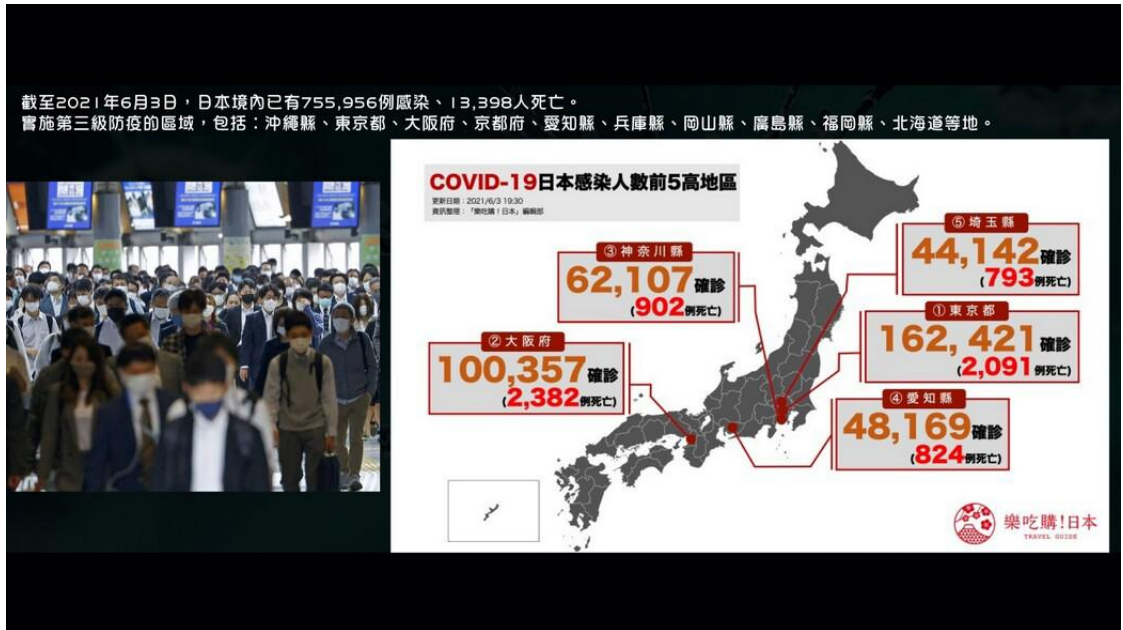 截至2021年6月3日，日本境內已有755,956例感染、13,398人死亡。
實施第三級防疫的區域，包括：沖繩縣、東京都、大阪府、京都府、愛知縣、兵庫縣、岡山縣、廣島縣、福岡縣、北海道等地。
COVID-19日本感染人數前5高地區
更新日期：2021/6/3 19:30
資訊整理：「樂吃購！日本」編輯部
⑤埼玉縣
44,142確診
(793例死亡)
③神奈川縣
62,107確診
(902例死亡)
①東京都
162, 421確診
(2,091例死亡)
②大阪府
100,357確診
(2,382例死亡)
④愛知縣
48,169確診
(824例死亡)
樂吃購!日本
TRAVEL GUIDE